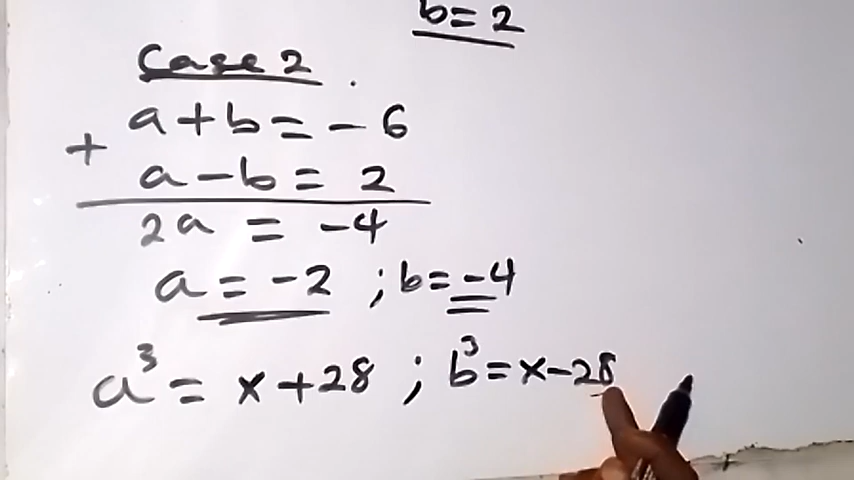 b = 2
Case 2
a + b = - 6
+
a - b = 2
2a = -4
a = -2 ; b = -4
a³ = x + 28 ; b³ = x - 28